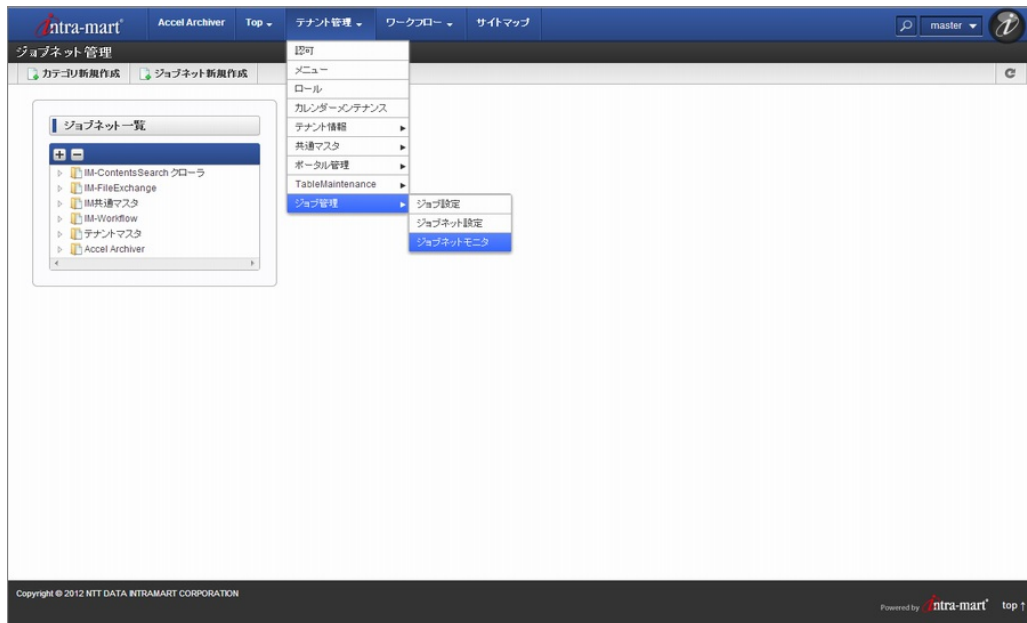 intra-mart Accel Archiver Top テナント管理 ワークフロー サイトマップ master
ジョブネット管理
カテゴリ新規作成 ジョブネット新規作成
ジョブネット一覧
IM-ContentsSearch クローラ
IM-FileExchange
IM共通マスタ
IM-Workflow
テナントマスタ
Accel Archiver
認可
メニュー
ロール
カレンダーメンテナンス
テナント情報
共通マスタ
ポータル管理
TableMaintenance
ジョブ管理
ジョブ設定
ジョブネット設定
ジョブネットモニタ
Copyright © 2012 NTT DATA INTRAMART CORPORATION
Powered by intra-mart top ↑